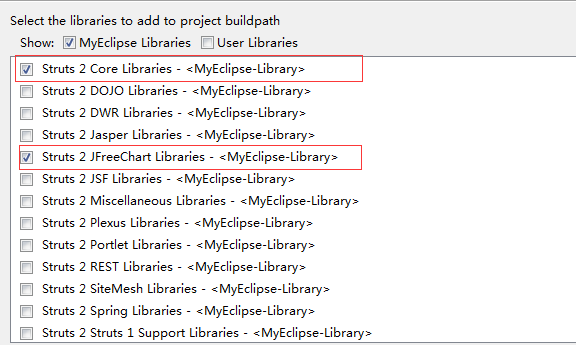 Select the libraries to add to project buildpath
Show: MyEclipse Libraries User Libraries
Struts 2 Core Libraries - <MyEclipse-Library>
Struts 2 DOJO Libraries - <MyEclipse-Library>
Struts 2 DWR Libraries - <MyEclipse-Library>
Struts 2 Jasper Libraries - <MyEclipse-Library>
Struts 2 JFreeChart Libraries - <MyEclipse-Library>
Struts 2 JSF Libraries - <MyEclipse-Library>
Struts 2 Miscellaneous Libraries - <MyEclipse-Library>
Struts 2 Plexus Libraries - <MyEclipse-Library>
Struts 2 Portlet Libraries - <MyEclipse-Library>
Struts 2 REST Libraries - <MyEclipse-Library>
Struts 2 SiteMesh Libraries - <MyEclipse-Library>
Struts 2 Spring Libraries - <MyEclipse-Library>
Struts 2 Struts 1 Support Libraries - <MyEclipse-Library>